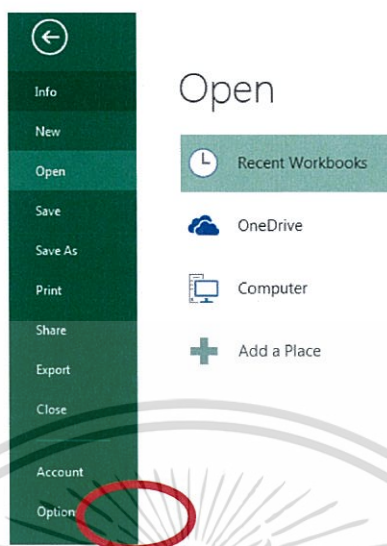 Info
Open
New
Recent Workbooks
Open
Save
OneDrive
Save As
Print
Computer
Share
Add a Place
Export
Close
Account
Option